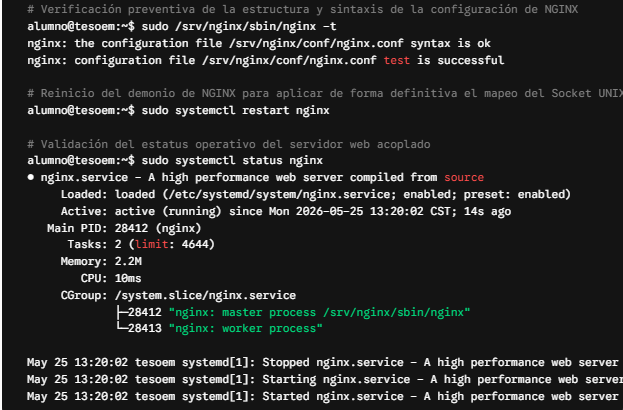 # Verificación preventiva de la estructura y sintaxis de la configuración de NGINX
alumno@tesoem:~$ sudo /srv/nginx/sbin/nginx -t
nginx: the configuration file /srv/nginx/conf/nginx.conf syntax is ok
nginx: configuration file /srv/nginx/conf/nginx.conf test is successful

# Reinicio del demonio de NGINX para aplicar de forma definitiva el mapeo del Socket UNIX
alumno@tesoem:~$ sudo systemctl restart nginx

# Validación del estatus operativo del servidor web acoplado
alumno@tesoem:~$ sudo systemctl status nginx
● nginx.service - A high performance web server compiled from source
     Loaded: loaded (/etc/systemd/system/nginx.service; enabled; preset: enabled)
     Active: active (running) since Mon 2026-05-25 13:20:02 CST; 14s ago
   Main PID: 28412 (nginx)
      Tasks: 2 (limit: 4644)
     Memory: 2.2M
        CPU: 10ms
     CGroup: /system.slice/nginx.service
             ├─28412 "nginx: master process /srv/nginx/sbin/nginx"
             └─28413 "nginx: worker process"

May 25 13:20:02 tesoem systemd[1]: Stopped nginx.service - A high performance web server
May 25 13:20:02 tesoem systemd[1]: Starting nginx.service - A high performance web server
May 25 13:20:02 tesoem systemd[1]: Started nginx.service - A high performance web server